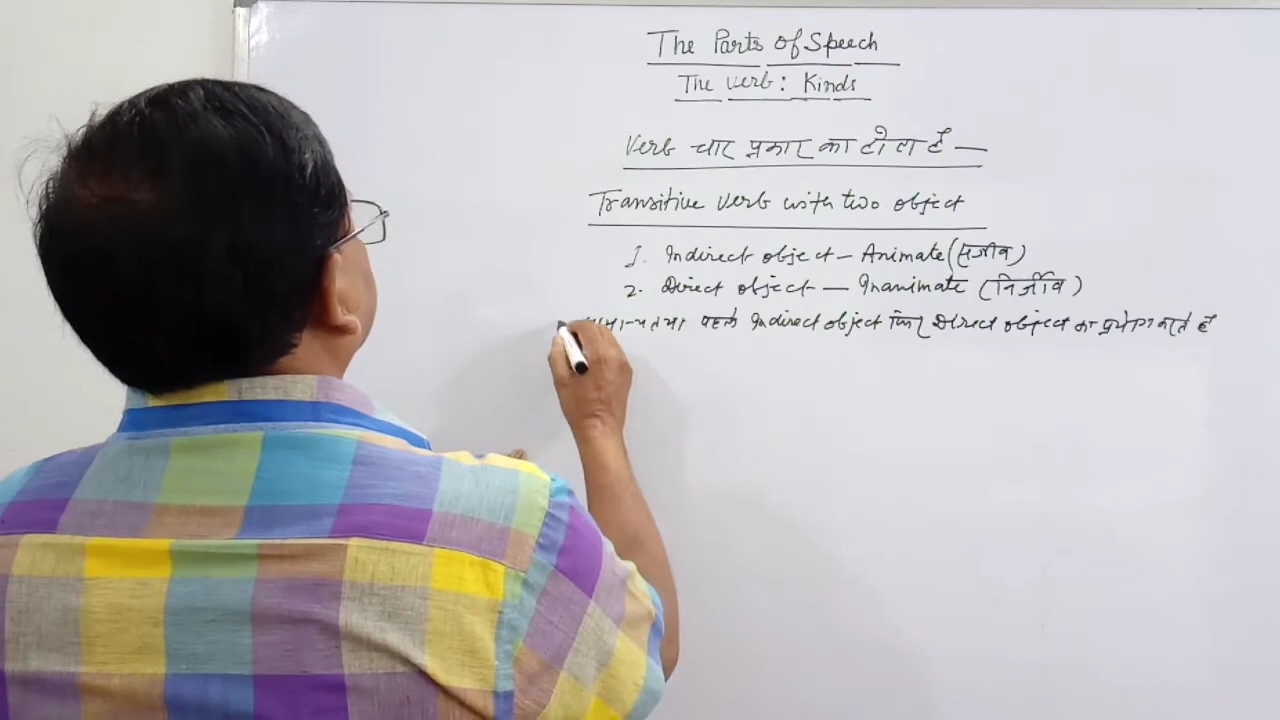 The Parts of Speech
The Verb: Kinds
Verb चार प्रकार का होता है —
Transitive Verb with two object
1. Indirect object — Animate (सजीव)
2. Direct object — Inanimate (निर्जीव)
पहले Indirect object फिर Direct object का प्रयोग करते हैं